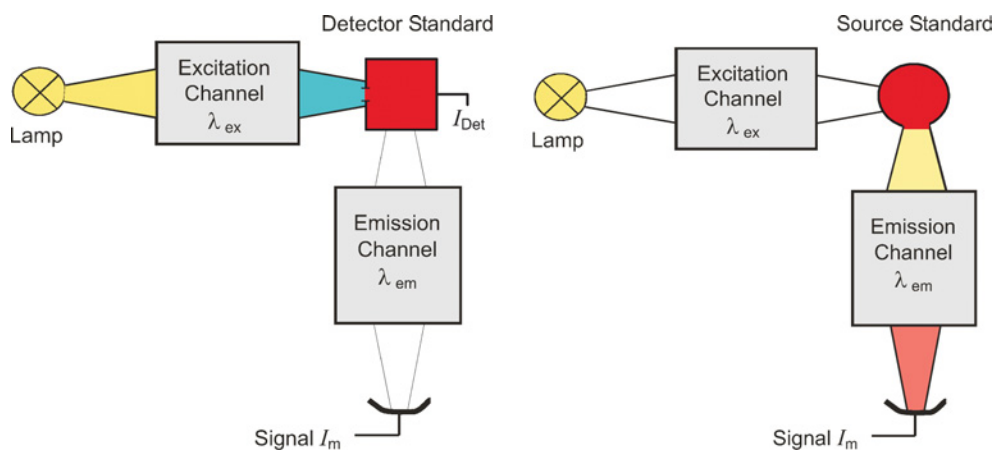 Detector Standard
Excitation
Channel
λ ex
Lamp
I Det
Emission
Channel
λ em
Signal I m
Source Standard
Excitation
Channel
λ ex
Lamp
Emission
Channel
λ em
Signal I m